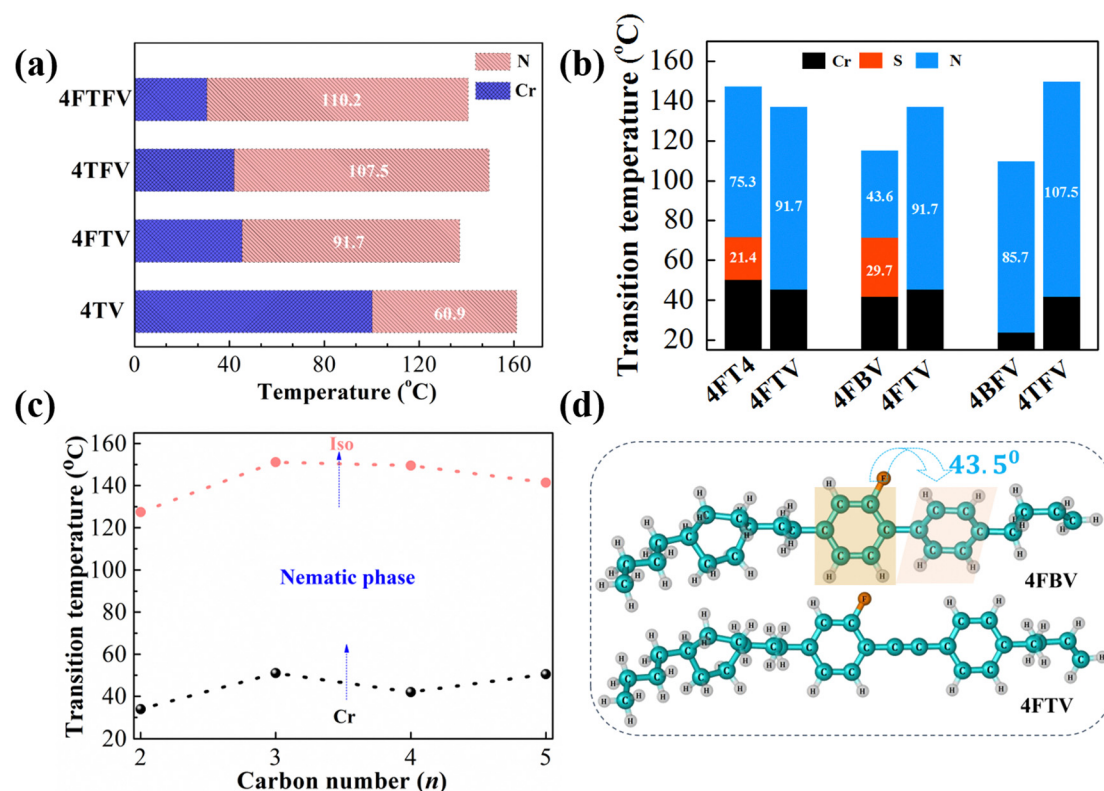 (a)
N
Cr
4FTFV
110.2
4TFV
107.5
4FTV
91.7
4TV
60.9
0 40 80 120 160
Temperature (°C)
(b)
Cr S N
Transition temperature (°C)
160
140
120
100
80
60
40
20
75.3
21.4
91.7
43.6
29.7
91.7
85.7
107.5
4FT4
4FTV
4FBV
4FTV
4BFV
4TFV
(c)
Transition temperature (°C)
160
140
120
100
80
60
40
20
Iso
Nematic phase
Cr
2 3 4 5
Carbon number (n)
(d)
43.5⁰
F
4FBV
F
4FTV